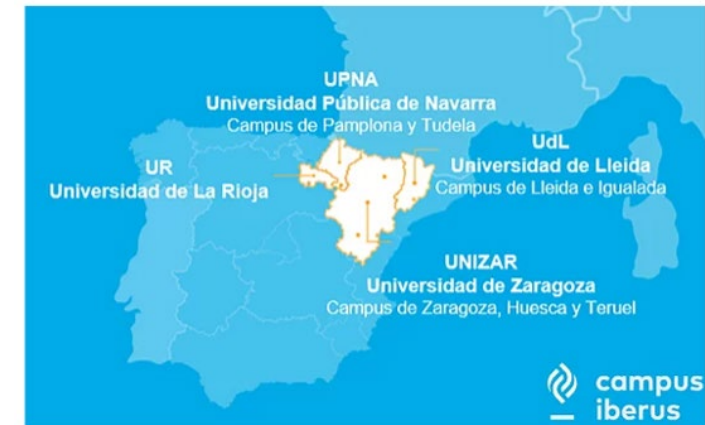 UPNA
Universidad Pública de Navarra
Campus de Pamplona y Tudela
UdL
Universidad de Lleida
Campus de Lleida e Igualada
UR
Universidad de La Rioja
UNIZAR
Universidad de Zaragoza
Campus de Zaragoza, Huesca y Teruel
campus
iberus